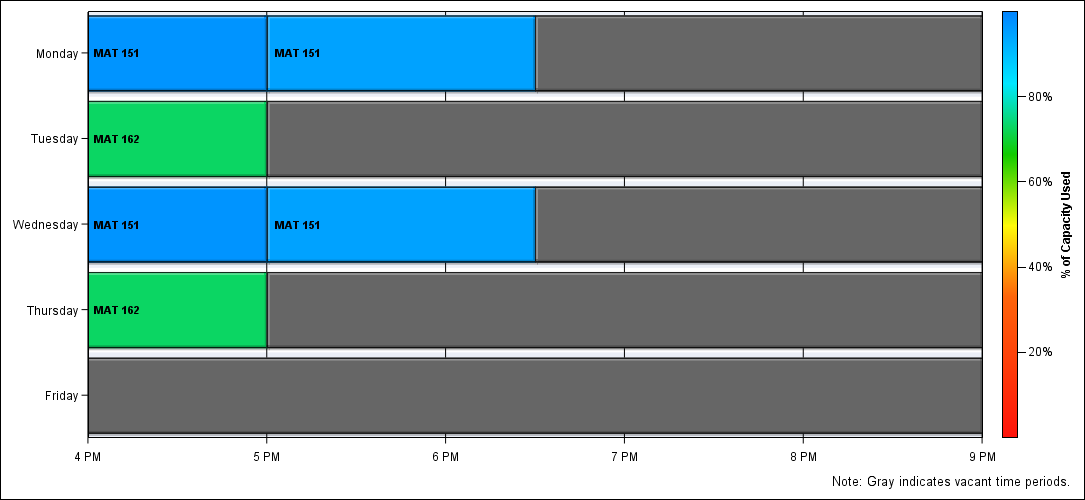 Monday
MAT 151
MAT 151
Tuesday
MAT 162
Wednesday
MAT 151
MAT 151
Thursday
MAT 162
Friday
4 PM
5 PM
6 PM
7 PM
8 PM
9 PM
80%
60%
40%
20%
% of Capacity Used
Note: Gray indicates vacant time periods.